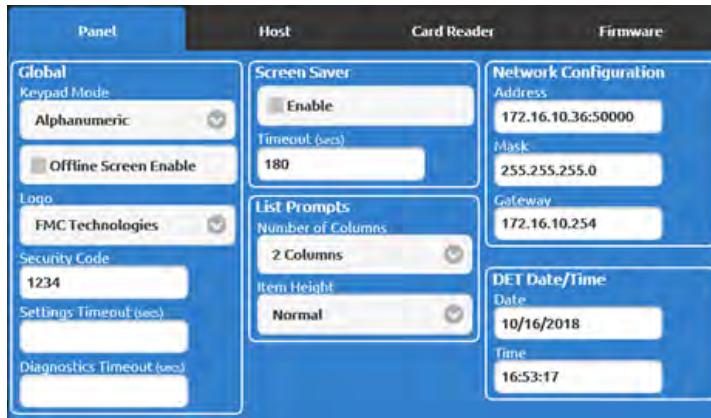 Panel
Host
Card Reader
Firmware
Global
Keypad Mode
Alphanumeric
Offline Screen Enable
Logo
FMC Technologies
Security Code
1234
Settings Timeout (secs)
Diagnostics Timeout (secs)
Screen Saver
Enable
Timeout (secs)
180
List Prompts
Number of Columns
2 Columns
Item Height
Normal
Network Configuration
Address
172.16.10.36:50000
Mask
255.255.255.0
Gateway
172.16.10.254
DET Date/Time
Date
10/16/2018
Time
16:53:17